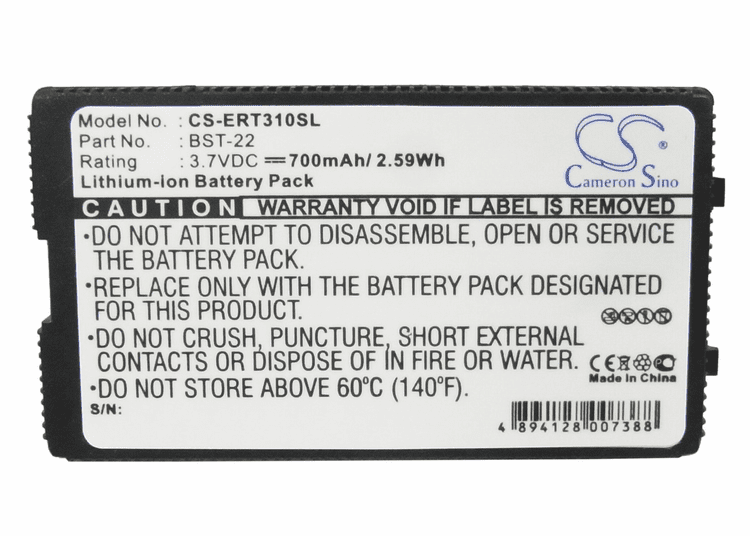 Model No. : CS-ERT310SL
Part No. : BST-22
Rating : 3.7VDC ⎓700mAh/ 2.59Wh
Lithium-ion Battery Pack
CS
Cameron Sino
CAUTION WARRANTY VOID IF LABEL IS REMOVED
•DO NOT ATTEMPT TO DISASSEMBLE, OPEN OR SERVICE
THE BATTERY PACK.
•REPLACE ONLY WITH THE BATTERY PACK DESIGNATED
FOR THIS PRODUCT.
•DO NOT CRUSH, PUNCTURE, SHORT EXTERNAL
CONTACTS OR DISPOSE OF IN FIRE OR WATER.
•DO NOT STORE ABOVE 60ºC (140ºF).
CE
Made in China
S/N:
4 894128 007388